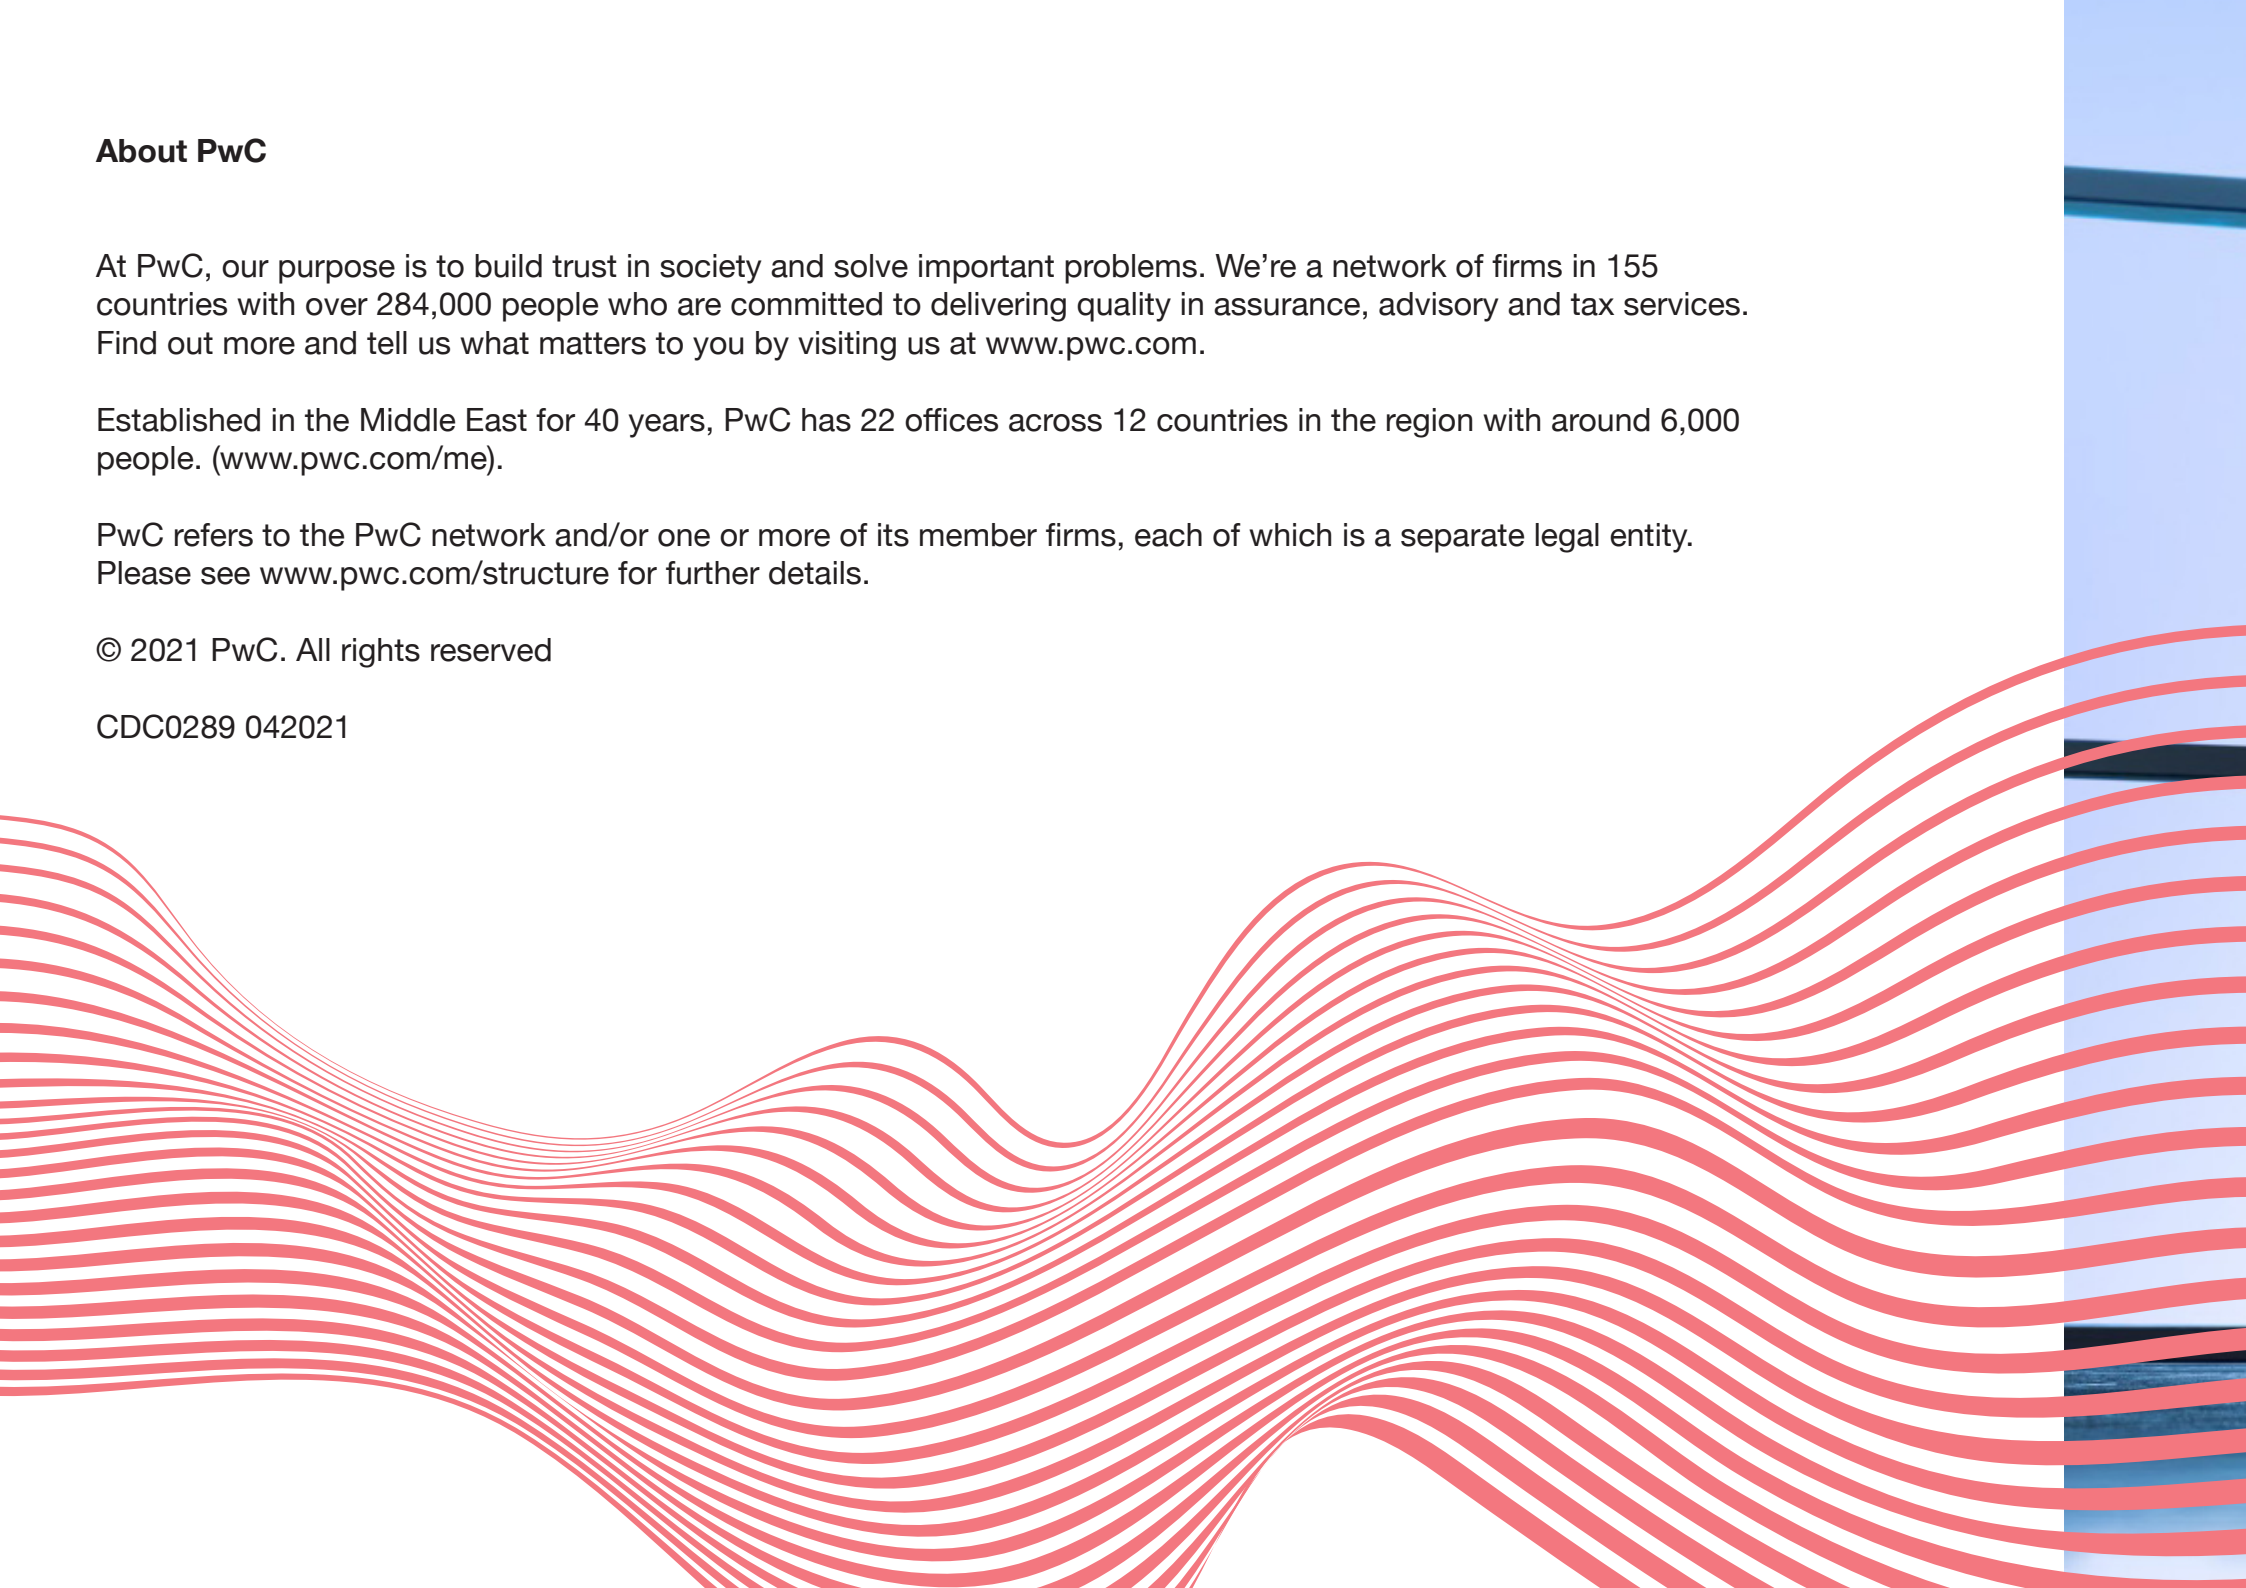 About PwC
At PwC, our purpose is to build trust in society and solve important problems. We’re a network of firms in 155
countries with over 284,000 people who are committed to delivering quality in assurance, advisory and tax services.
Find out more and tell us what matters to you by visiting us at www.pwc.com.
Established in the Middle East for 40 years, PwC has 22 offices across 12 countries in the region with around 6,000
people. (www.pwc.com/me).
PwC refers to the PwC network and/or one or more of its member firms, each of which is a separate legal entity.
Please see www.pwc.com/structure for further details.
© 2021 PwC. All rights reserved
CDC0289 042021